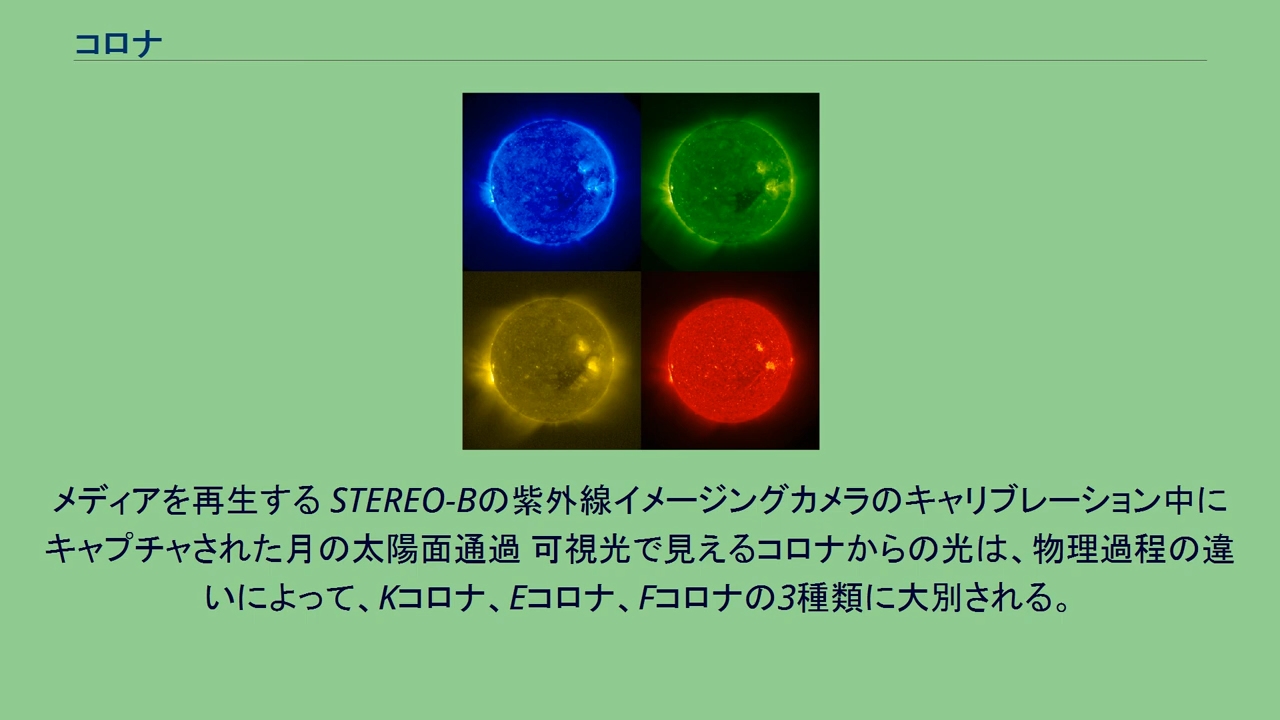 コロナ
メディアを再生する STEREO-Bの紫外線イメージングカメラのキャリブレーション中に
キャプチャされた月の太陽面通過 可視光で見えるコロナからの光は、物理過程の違
いによって、Kコロナ、Eコロナ、Fコロナの3種類に大別される。